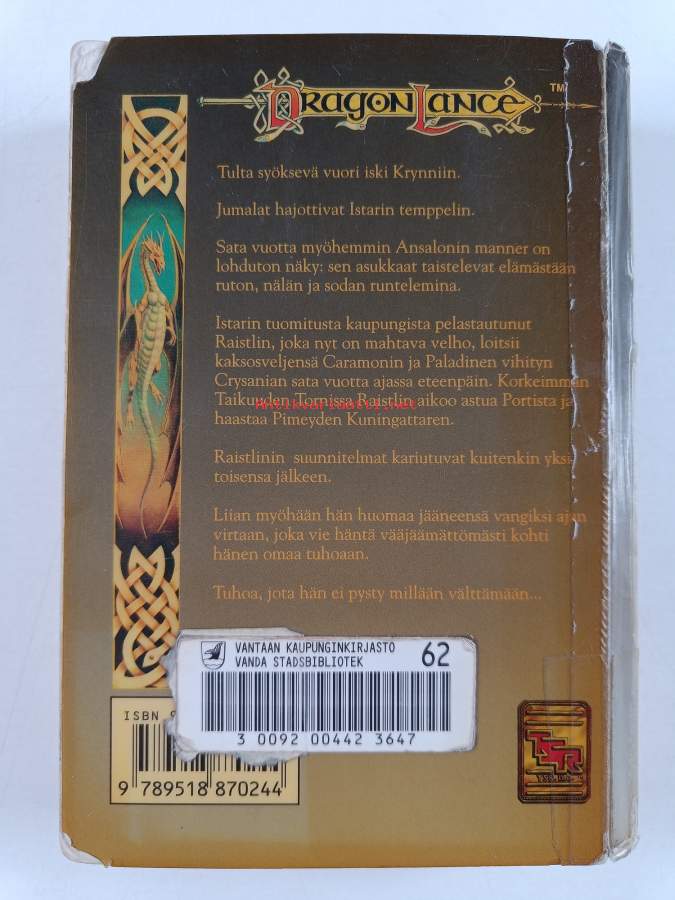 DRAGONLANCE TM
Tulta syöksevä vuori iski Krynniin.
Jumalat hajottivat Istarin temppelin.
Sata vuotta myöhemmin Ansalonin manner on
lohduton näky: sen asukkaat taistelevat elämästään
ruton, nälän ja sodan runtelemina.
Istarin tuomitusta kaupungista pelastautunut
Raistlin, joka nyt on mahtava velho, loitsii
kaksosveljensä Caramonin ja Paladinen vihityn
Crysanian sata vuotta ajassa eteenpäin. Korkeimman
Taikuuden Tornissa Raistlin aikoo astua Portista ja
Antikvariaatti.net
haastaa Pimeyden Kuningattaren.
Raistlinin suunnitelmat kariutuvat kuitenkin yksi
toisensa jälkeen.
Liian myöhään hän huomaa jääneensä vangiksi ajan
virtaan, joka vie häntä vääjäämättömästi kohti
hänen omaa tuhoaan.
Tuhoa, jota hän ei pysty millään välttämään...
VANTAAN KAUPUNGINKIRJASTO 62
VANDA STADSBIBLIOTEK
3 0092 00442 3647
ISBN 9
9 789518 870244
TSR